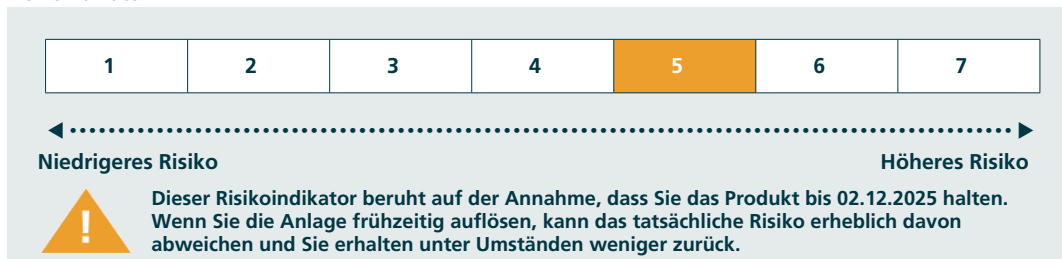 1 2 3 4 5 6 7
Niedrigeres Risiko Höheres Risiko
Dieser Risikoindikator beruht auf der Annahme, dass Sie das Produkt bis 02.12.2025 halten.
Wenn Sie die Anlage frühzeitig auflösen, kann das tatsächliche Risiko erheblich davon
abweichen und Sie erhalten unter Umständen weniger zurück.